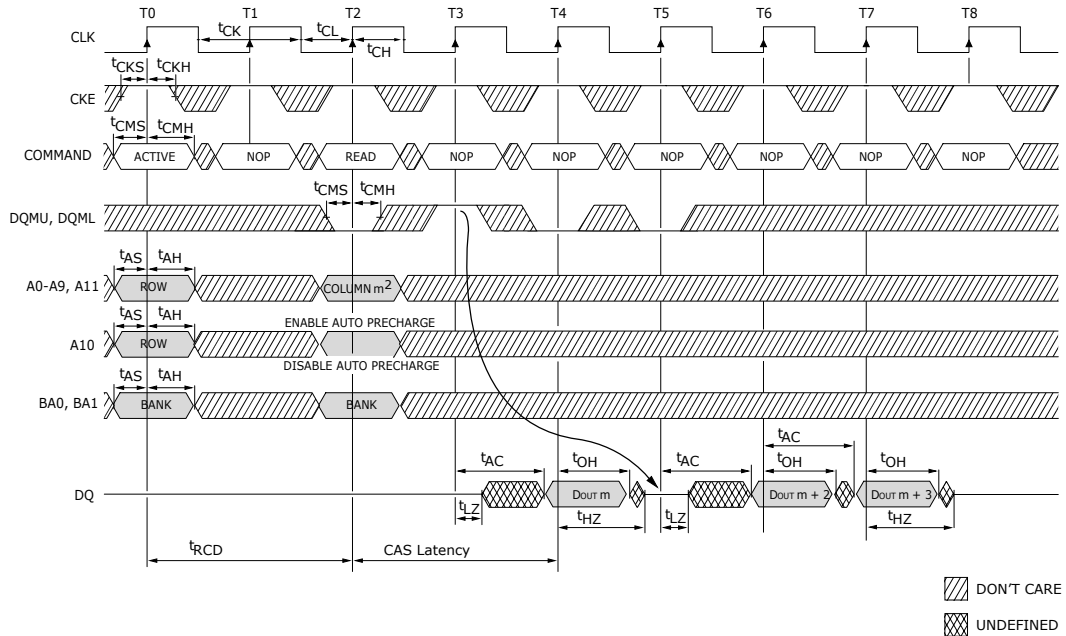 T0 T1 T2 T3 T4 T5 T6 T7 T8
CLK
tCK tCL
tCH
tCKS tCKH
CKE
tCMS tCMH
COMMAND ACTIVE NOP READ NOP NOP NOP NOP NOP NOP
tCMS tCMH
DQMU, DQML
tAS tAH
A0-A9, A11 ROW COLUMN m2
tAS tAH
ENABLE AUTO PRECHARGE
A10 ROW
DISABLE AUTO PRECHARGE
tAS tAH
BA0, BA1 BANK BANK
tAC
tAC tOH tAC tOH tOH
DQ DOUT m DOUT m + 2 DOUT m + 3
tLZ tHZ tLZ tHZ
tRCD CAS Latency
DON'T CARE
UNDEFINED